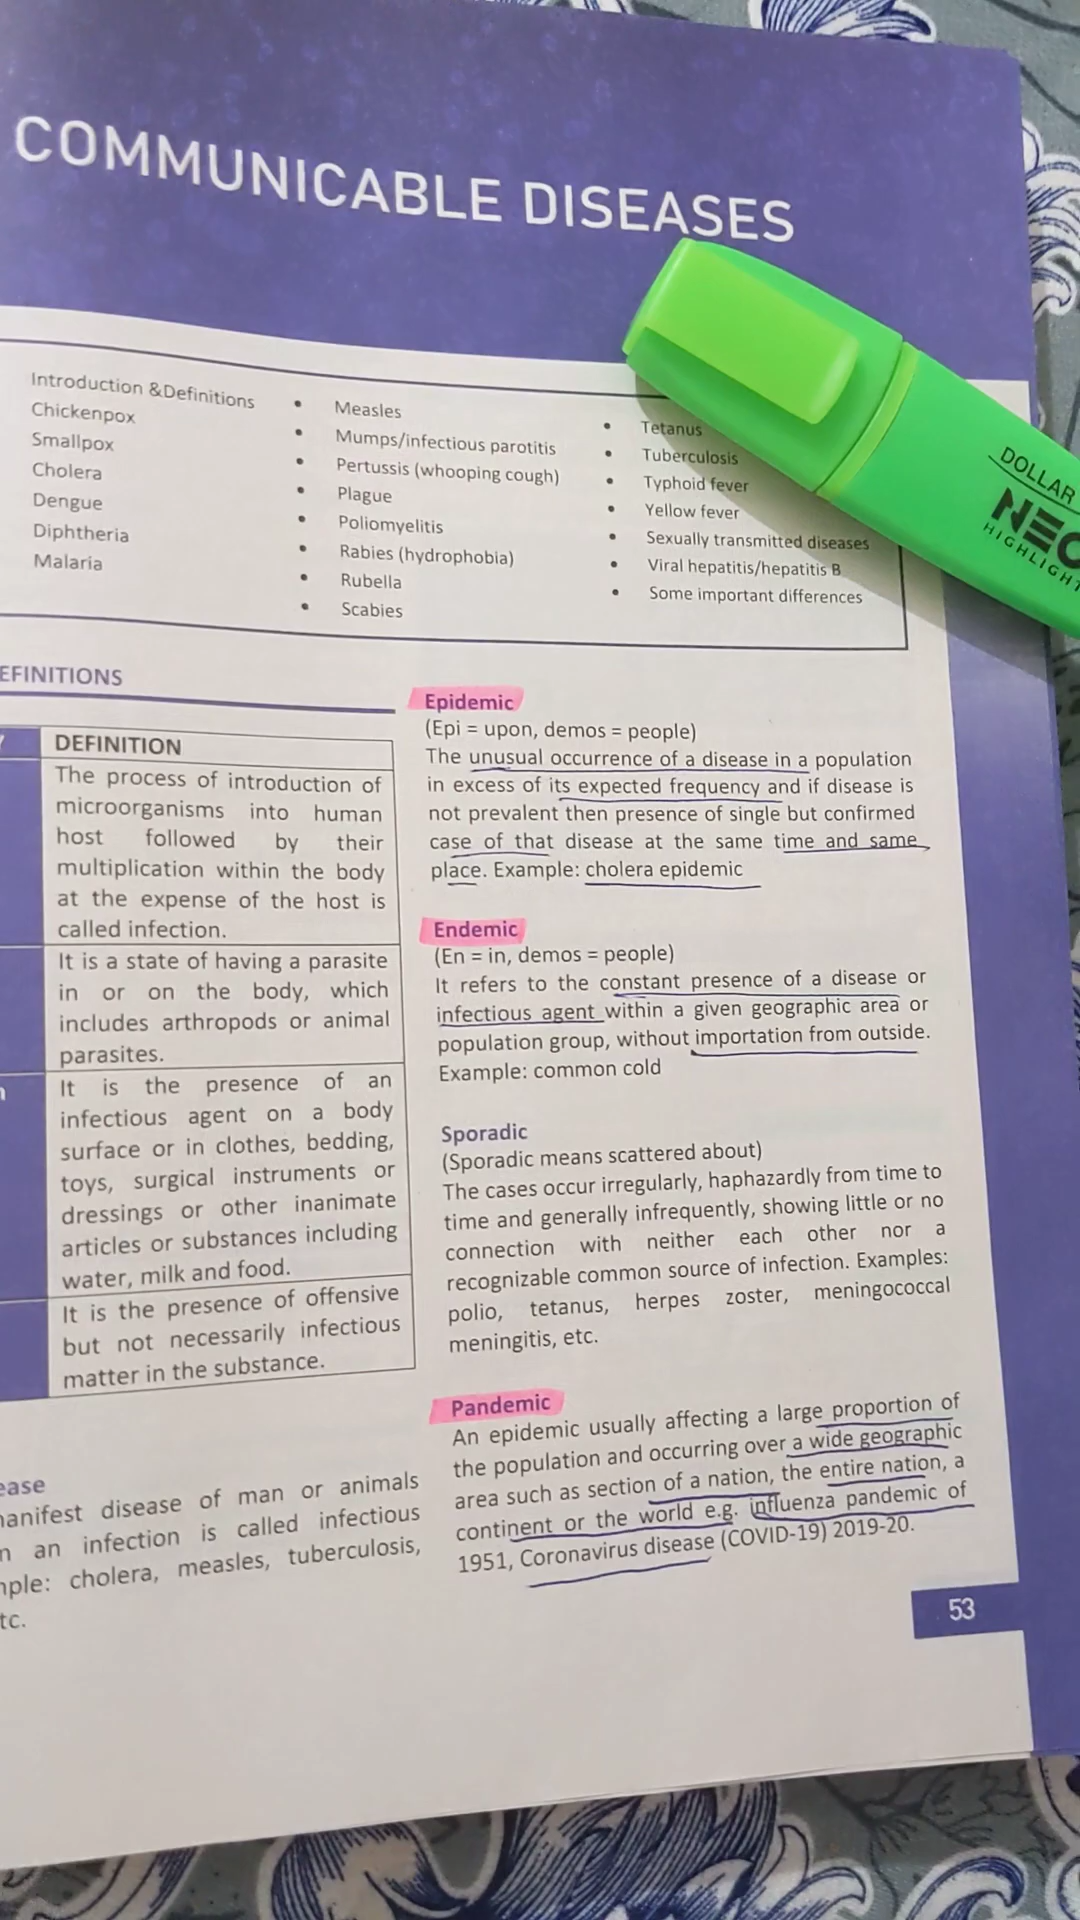 COMMUNICABLE DISEASES
Introduction &Definitions
Chickenpox
Smallpox
Cholera
Dengue
Diphtheria
Malaria
• Measles
• Mumps/infectious parotitis
• Pertussis (whooping cough)
• Plague
• Poliomyelitis
• Rabies (hydrophobia)
• Rubella
• Scabies
• Tetanus
• Tuberculosis
• Typhoid fever
• Yellow fever
• Sexually transmitted diseases
• Viral hepatitis/hepatitis B
• Some important differences
DOLLAR
NEO
HIGHLIGHT
EFINITIONS
DEFINITION
The process of introduction of
microorganisms into human
host followed by their
multiplication within the body
at the expense of the host is
called infection.
It is a state of having a parasite
in or on the body, which
includes arthropods or animal
parasites.
It is the presence of an
infectious agent on a body
surface or in clothes, bedding,
toys, surgical instruments or
dressings or other inanimate
articles or substances including
water, milk and food.
It is the presence of offensive
but not necessarily infectious
matter in the substance.
ease
manifest disease of man or animals
n an infection is called infectious
mple: cholera, measles, tuberculosis,
tc.
Epidemic
(Epi = upon, demos = people)
The unusual occurrence of a disease in a population
in excess of its expected frequency and if disease is
not prevalent then presence of single but confirmed
case of that disease at the same time and same
place. Example: cholera epidemic
Endemic
(En = in, demos = people)
It refers to the constant presence of a disease or
infectious agent within a given geographic area or
population group, without importation from outside.
Example: common cold
Sporadic
(Sporadic means scattered about)
The cases occur irregularly, haphazardly from time to
time and generally infrequently, showing little or no
connection with neither each other nor a
recognizable common source of infection. Examples:
polio, tetanus, herpes zoster, meningococcal
meningitis, etc.
Pandemic
An epidemic usually affecting a large proportion of
the population and occurring over a wide geographic
area such as section of a nation, the entire nation, a
continent or the world e.g. influenza pandemic of
1951, Coronavirus disease (COVID-19) 2019-20.
53